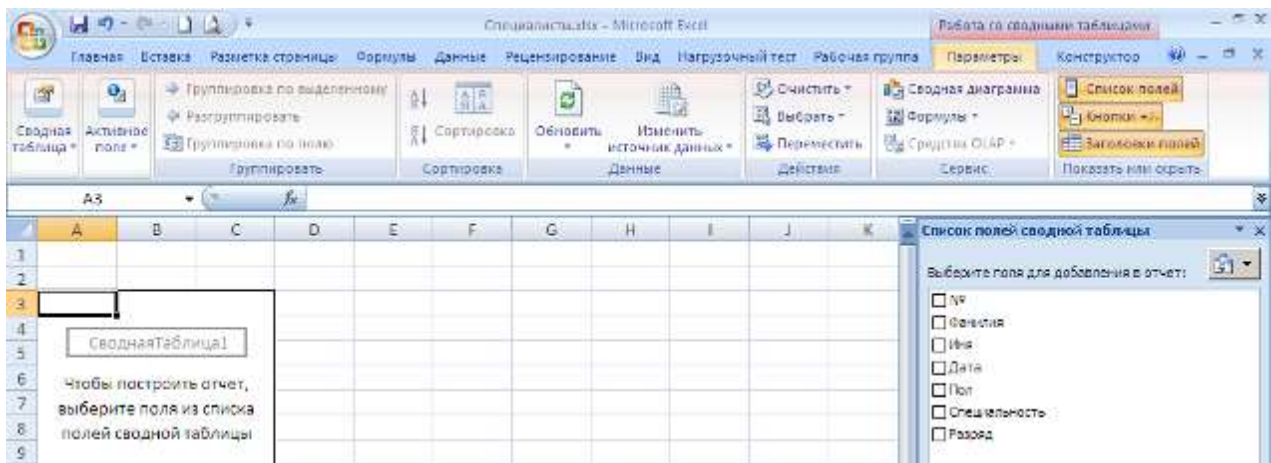 Специалисты.xlsx - Microsoft Excel
Работа со сводными таблицами
Главная Вставка Разметка страницы Формулы Данные Рецензирование Вид Нагрузочный тест Рабочая группа Параметры Конструктор
Сводная таблица
Активное поле
Группировка по выделенному
Разгруппировать
Группировка по полю
Группировать
Сортировка
Сортировка
Обновить
Изменить источник данных
Данные
Очистить
Выбрать
Переместить
Действия
Сводная диаграмма
Формулы
Средства OLAP
Сервис
Список полей
Кнопки +/-
Заголовки полей
Показать или скрыть
A3
fx
A B C D E F G H I J K
1
2
3
4
5
6
7
8
9
СводнаяТаблица1
Чтобы построить отчет,
выберите поля из списка
полей сводной таблицы
Список полей сводной таблицы
Выберите поля для добавления в отчет:
№
Фамилия
Имя
Дата
Пол
Специальность
Разряд